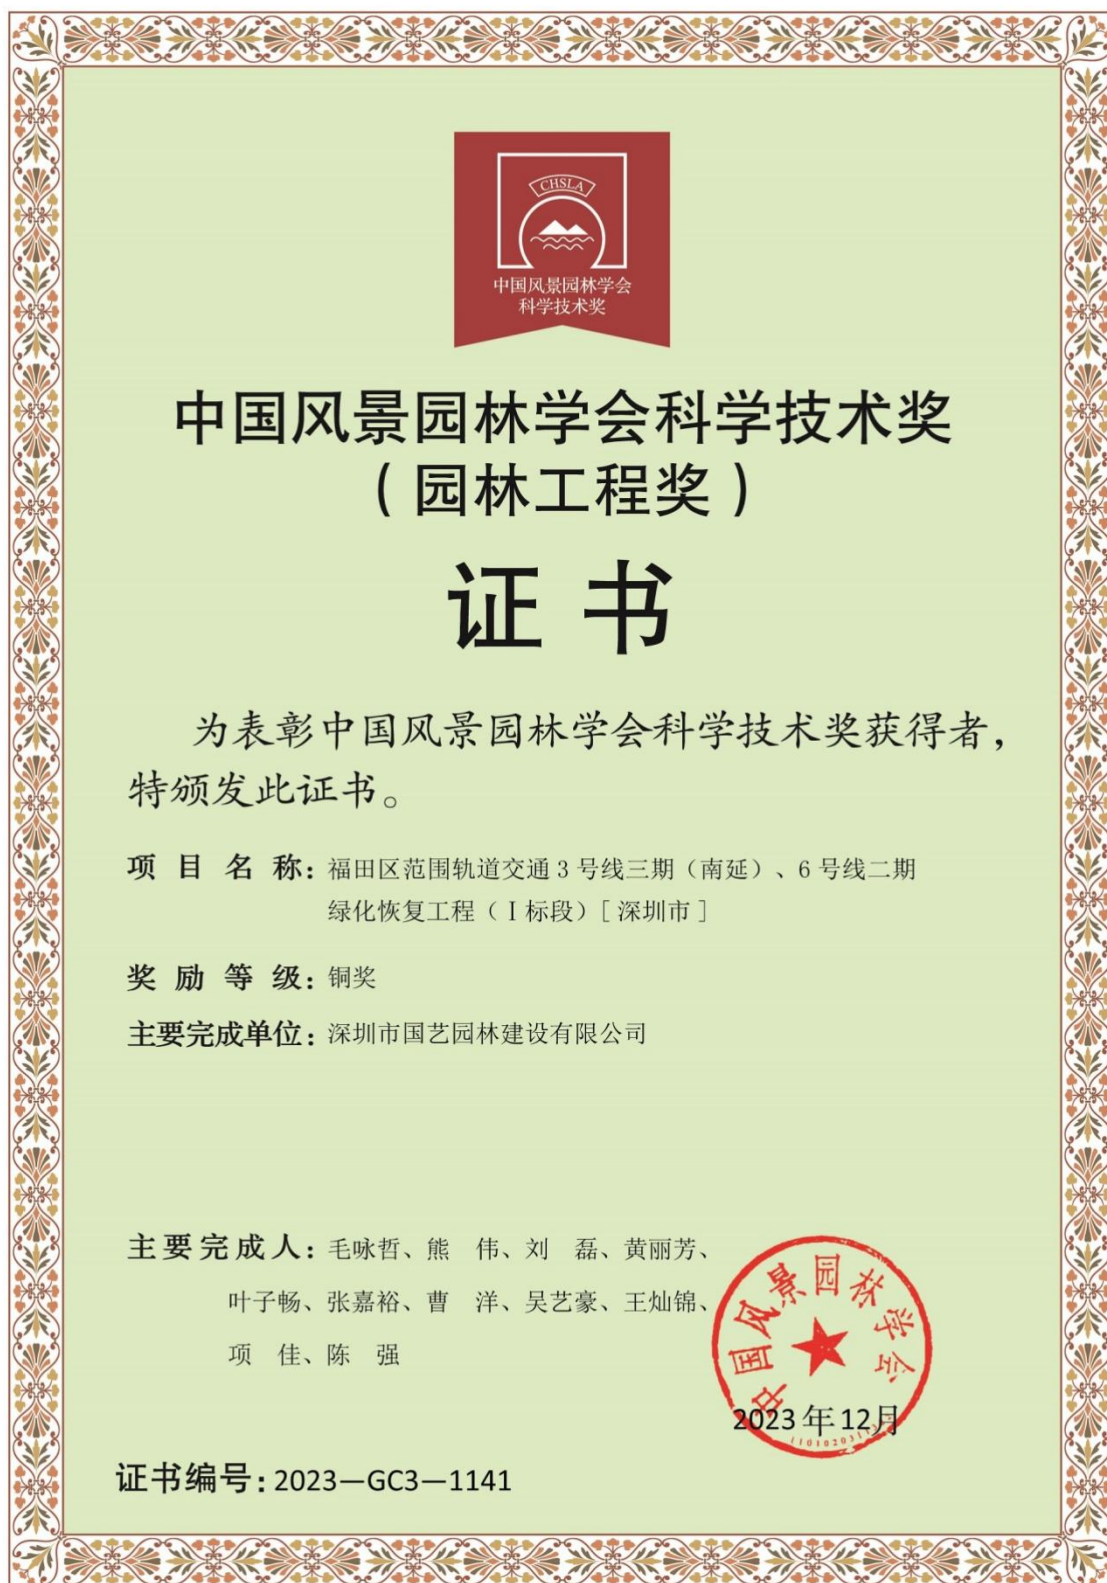 CHSLA
中国风景园林学会
科学技术奖
中国风景园林学会科学技术奖
（园林工程奖）
证书
为表彰中国风景园林学会科学技术奖获得者，
特颁发此证书。
项目名称：福田区范围轨道交通3号线三期（南延）、6号线二期
绿化恢复工程（Ⅰ标段）[深圳市]
奖励等级：铜奖
主要完成单位：深圳市国艺园林建设有限公司
主要完成人：毛咏哲、熊　伟、刘　磊、黄丽芳、
叶子畅、张嘉裕、曹　洋、吴艺豪、王灿锦、
项　佳、陈　强
中国风景园林学会
2023年12月
证书编号：2023—GC3—1141